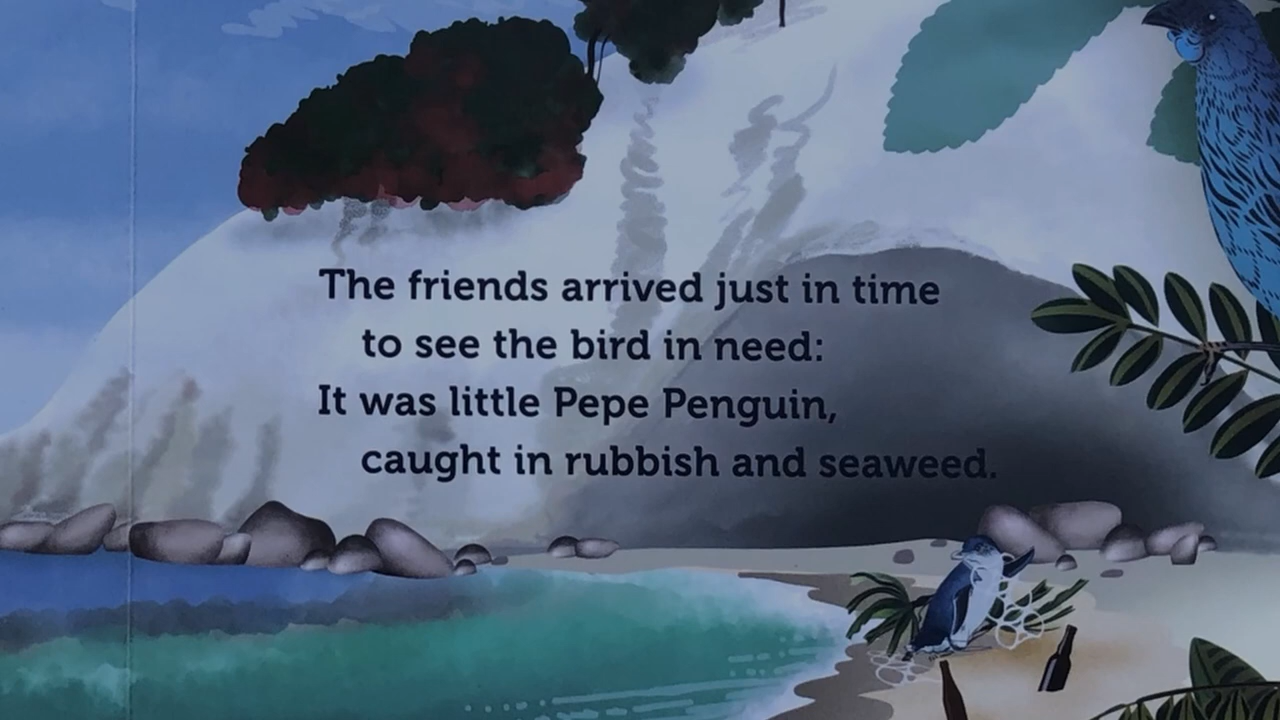 The friends arrived just in time
to see the bird in need:
It was little Pepe Penguin,
caught in rubbish and seaweed.